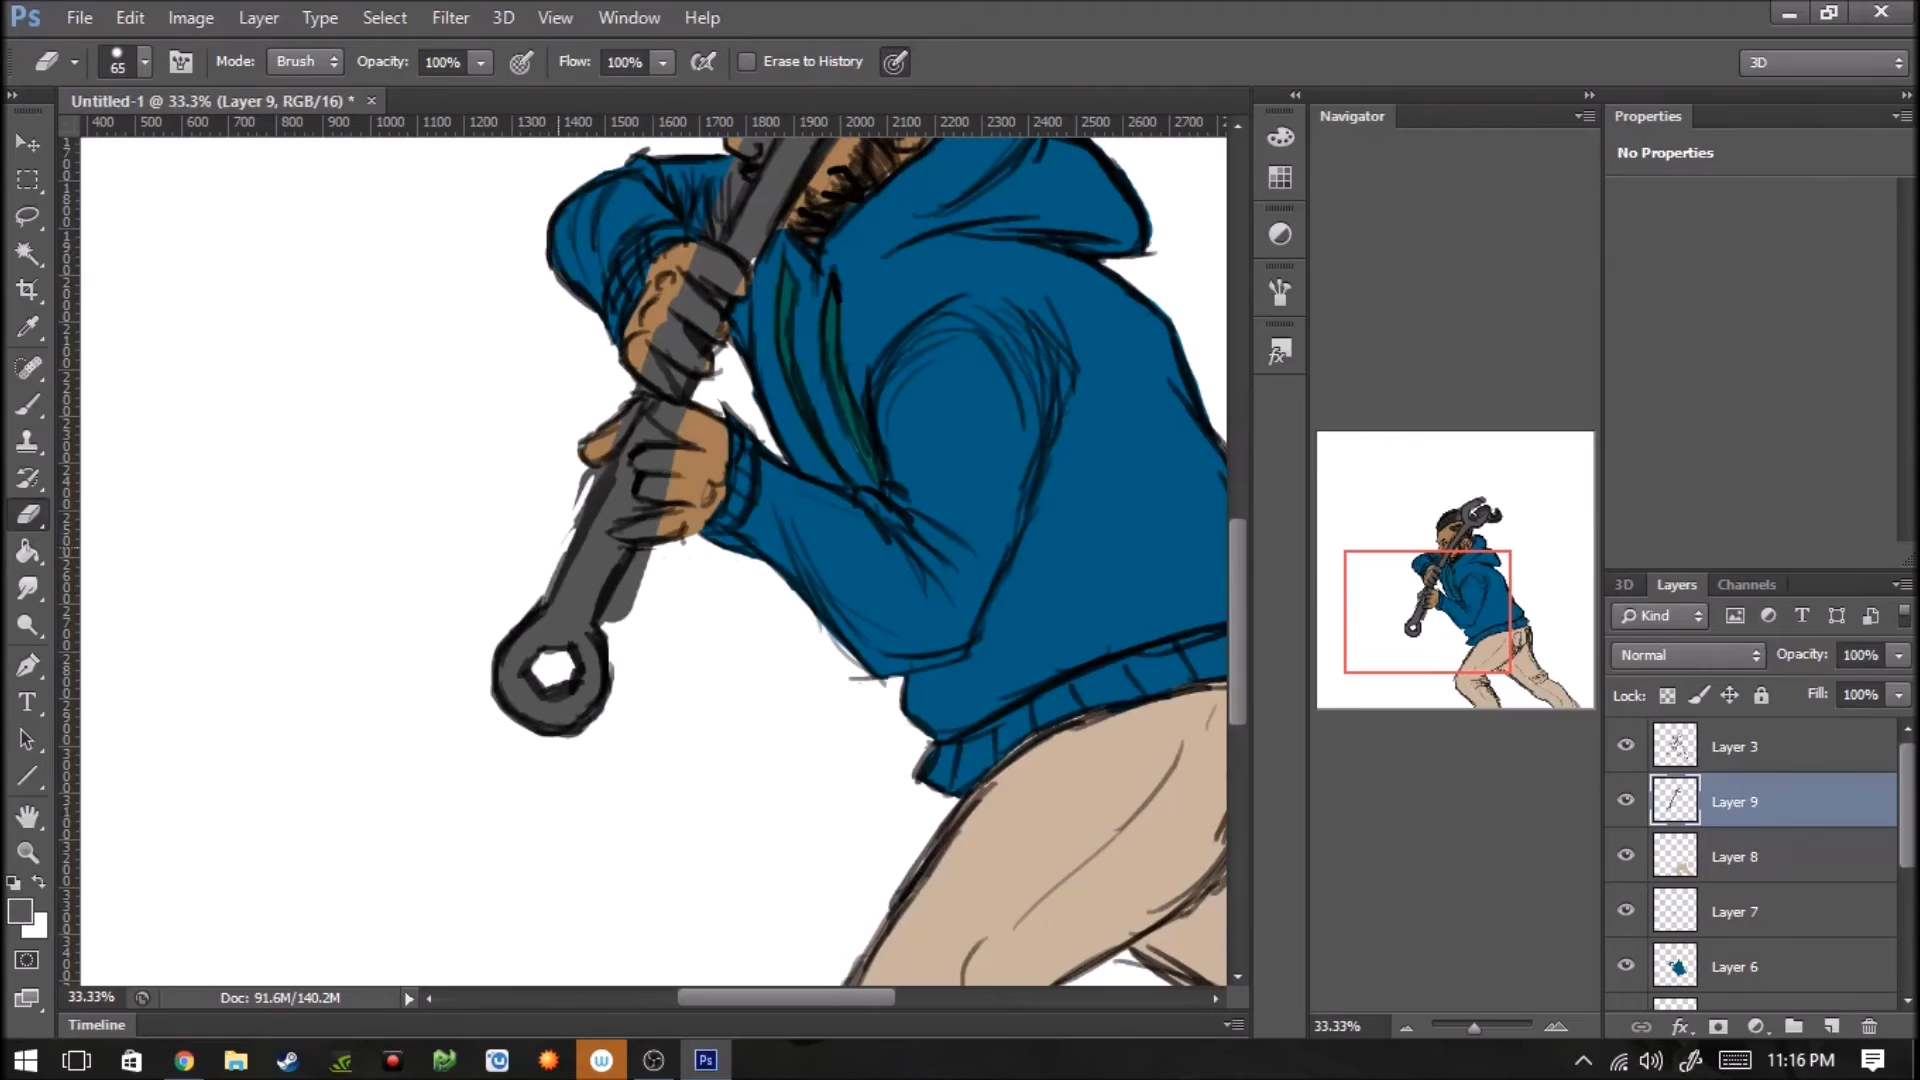 Ps File Edit Image Layer Type Select Filter 3D View Window Help
65 Mode: Brush Opacity: 100% Flow: 100% Erase to History 3D
Untitled-1 @ 33.3% (Layer 9, RGB/16) * ×
400 500 600 700 800 900 1000 1100 1200 1300 1400 1500 1600 1700 1800 1900 2000 2100 2200 2300 2400 2500 2600 2700
Navigator
Properties
No Properties
3D Layers Channels
Kind
Normal Opacity: 100%
Lock: Fill: 100%
Layer 3
Layer 9
Layer 8
Layer 7
Layer 6
33.33% Doc: 91.6M/140.2M
33.33%
fx
Timeline
Ps 11:16 PM